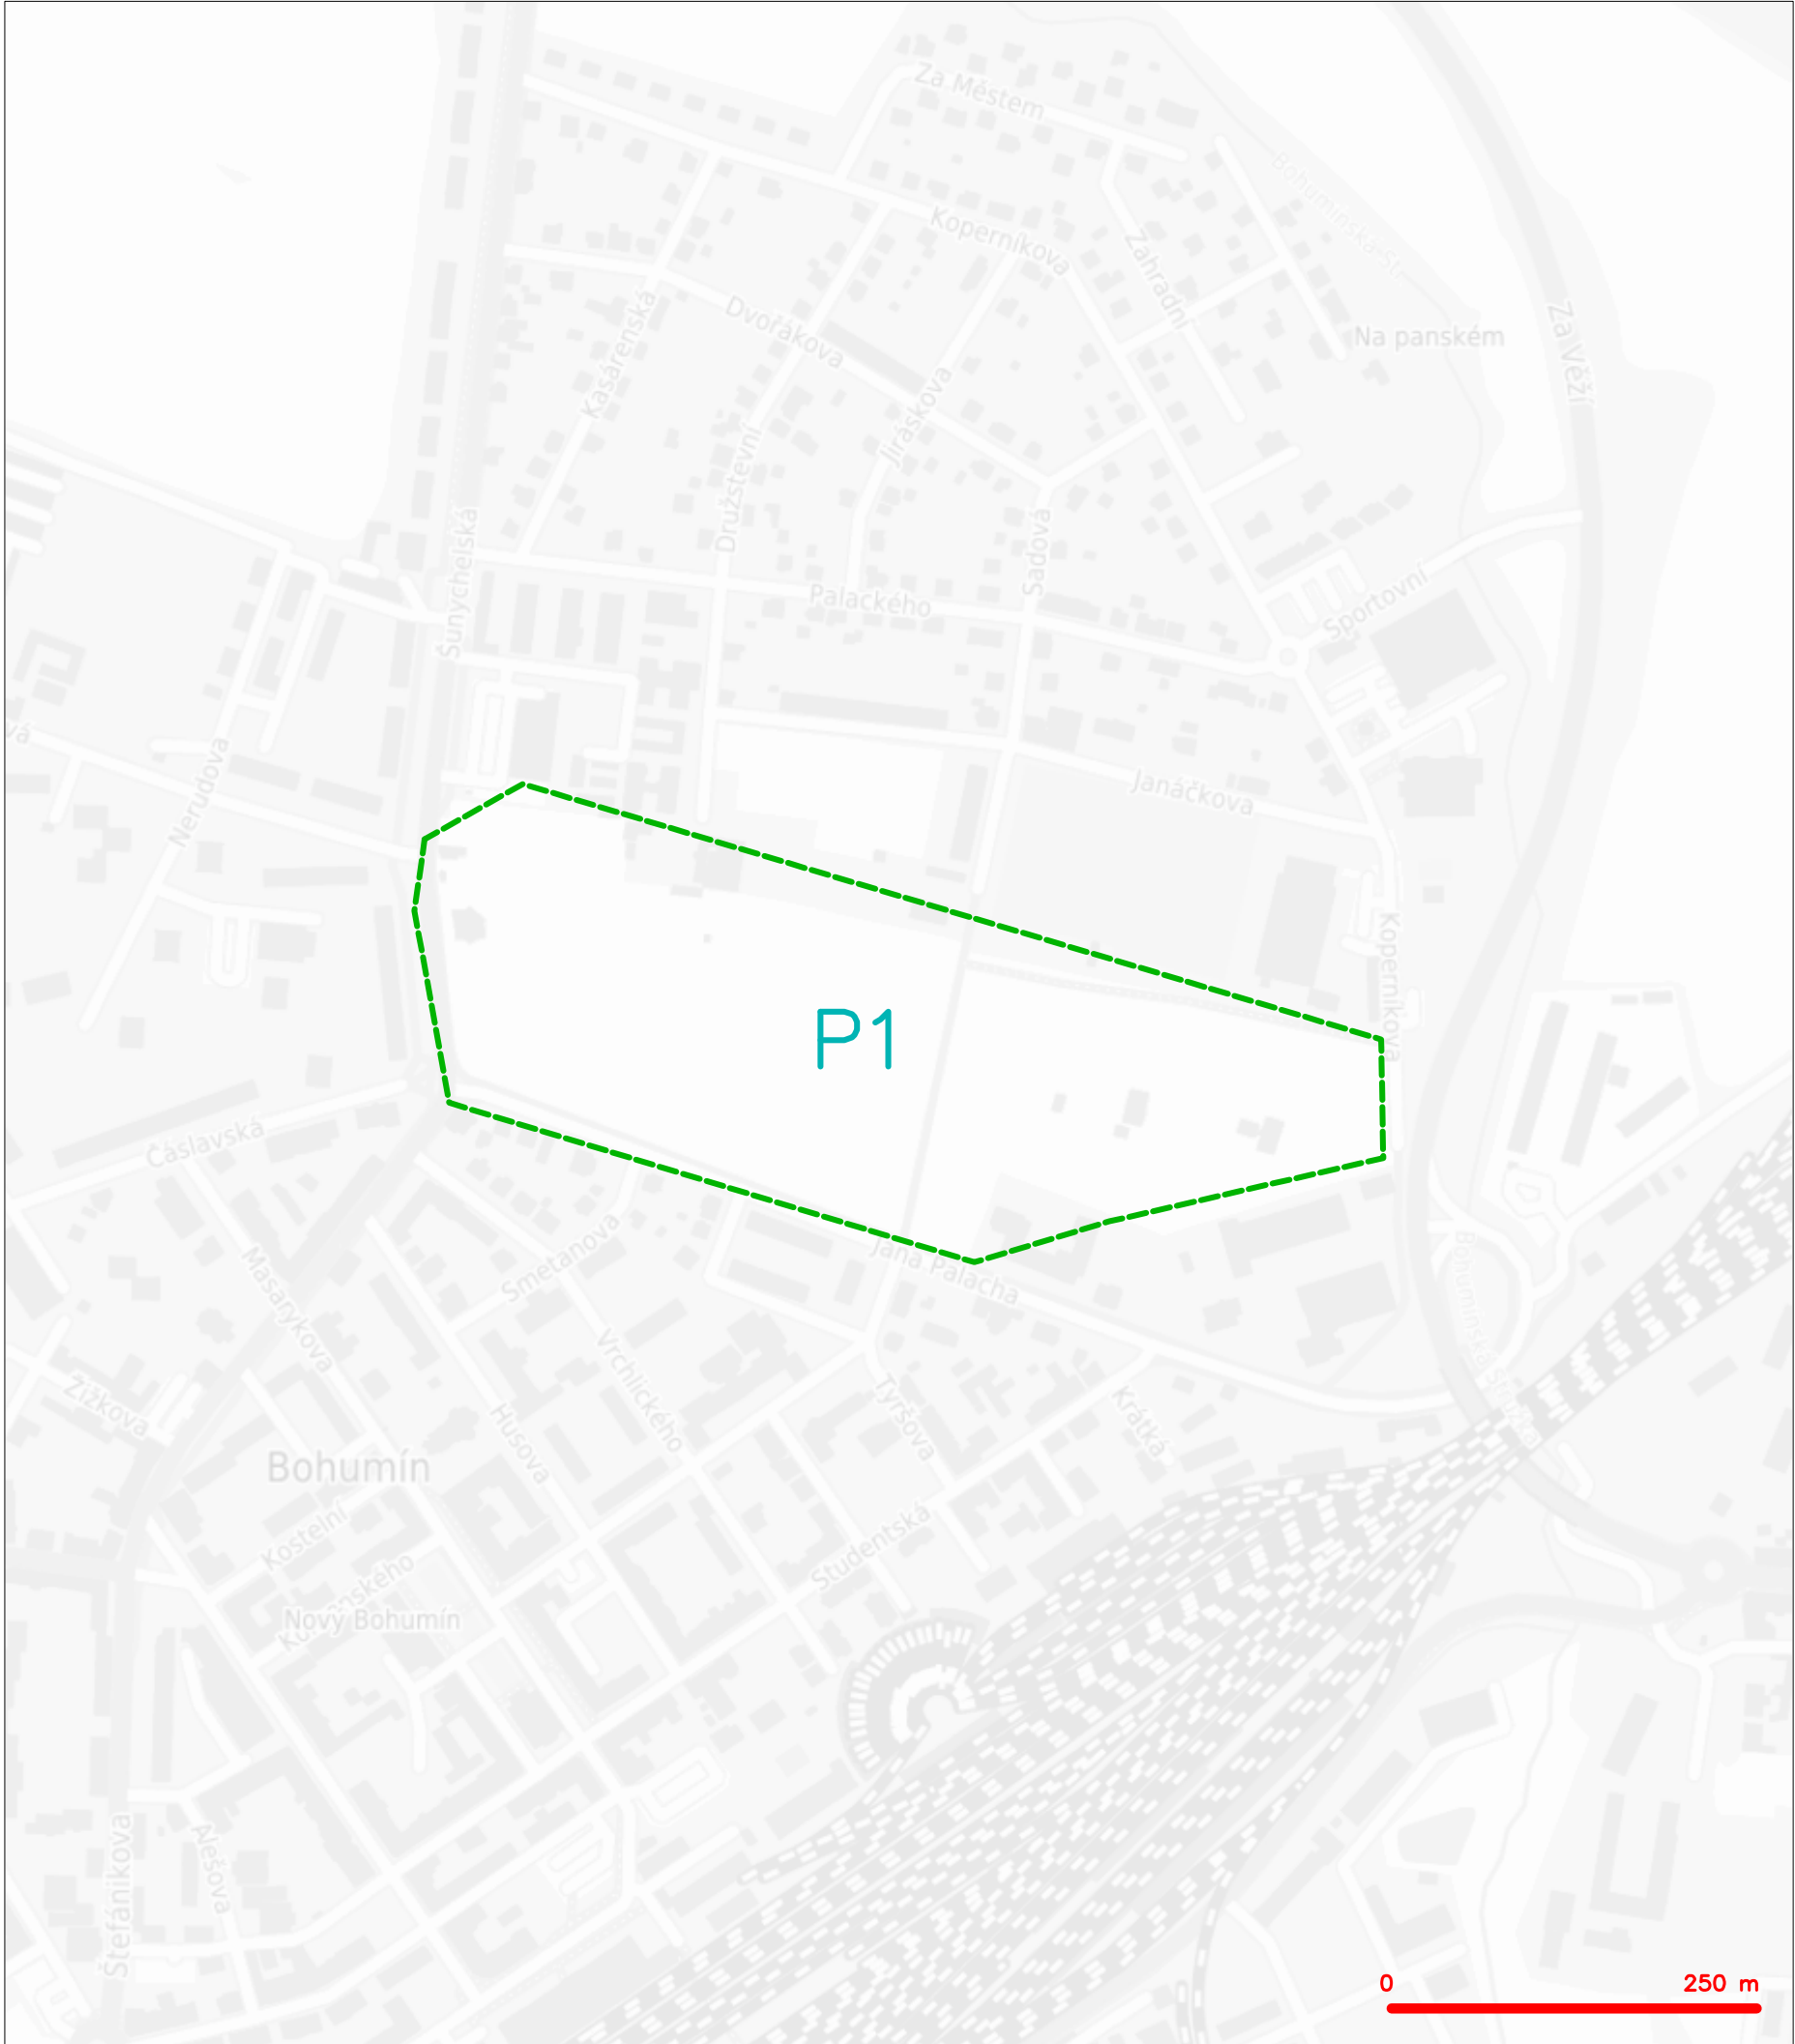 Za Městem
Koperníkova
Zahradní
Bohumínská St.
Na panském
Za Věží
Kasárenská
Dvořákova
Jiráskova
Družstevní
Sadová
Šunychelská
Palackého
Sportovní
vá
Nerudova
Janáčkova
Koperníkova
P1
Čáslavská
Masarykova
Smetanova
Jana Palacha
Vrchlického
Bohumínská Stružka
Žižkova
Husova
Tyršova
Krátká
Bohumín
Kostelní
Studentská
Nový Bohumín
Štefánikova
Alešova
0 250 m